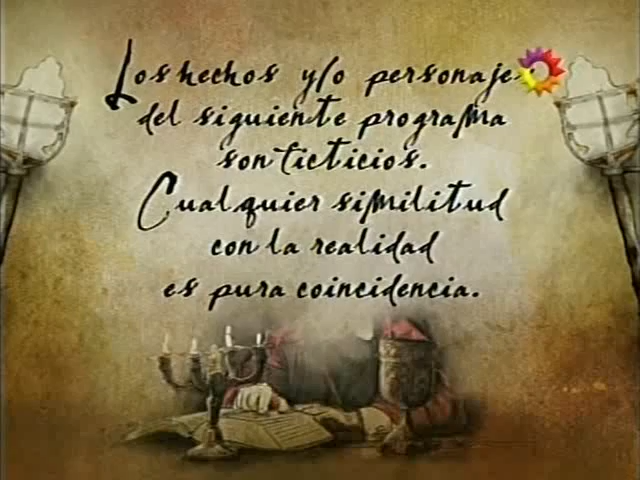 Los hechos y/o personajes
del siguiente programa
son ficticios.
Cualquier similitud
con la realidad
es pura coincidencia.